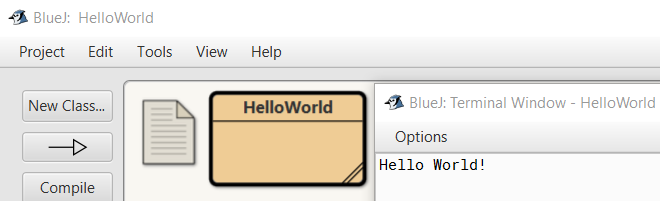 BlueJ:  HelloWorld
Project Edit Tools View Help
New Class...
Compile
HelloWorld
BlueJ: Terminal Window - HelloWorld
Options
Hello World!